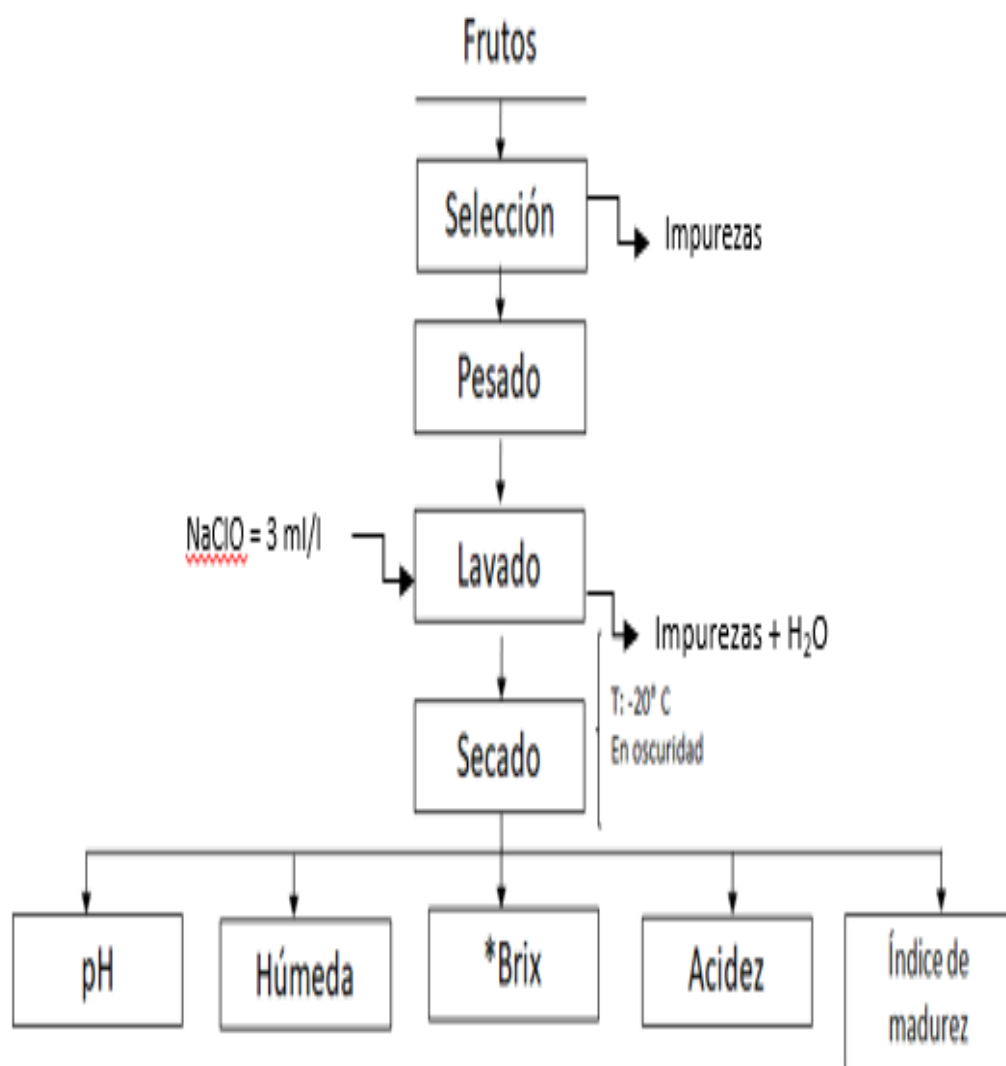 Frutos
Selección
Impurezas
Pesado
NaClO = 3 ml/l
Lavado
Impurezas + H₂O
T: -20° C
En oscuridad
Secado
pH
Húmeda
*Brix
Acidez
Índice de
madurez